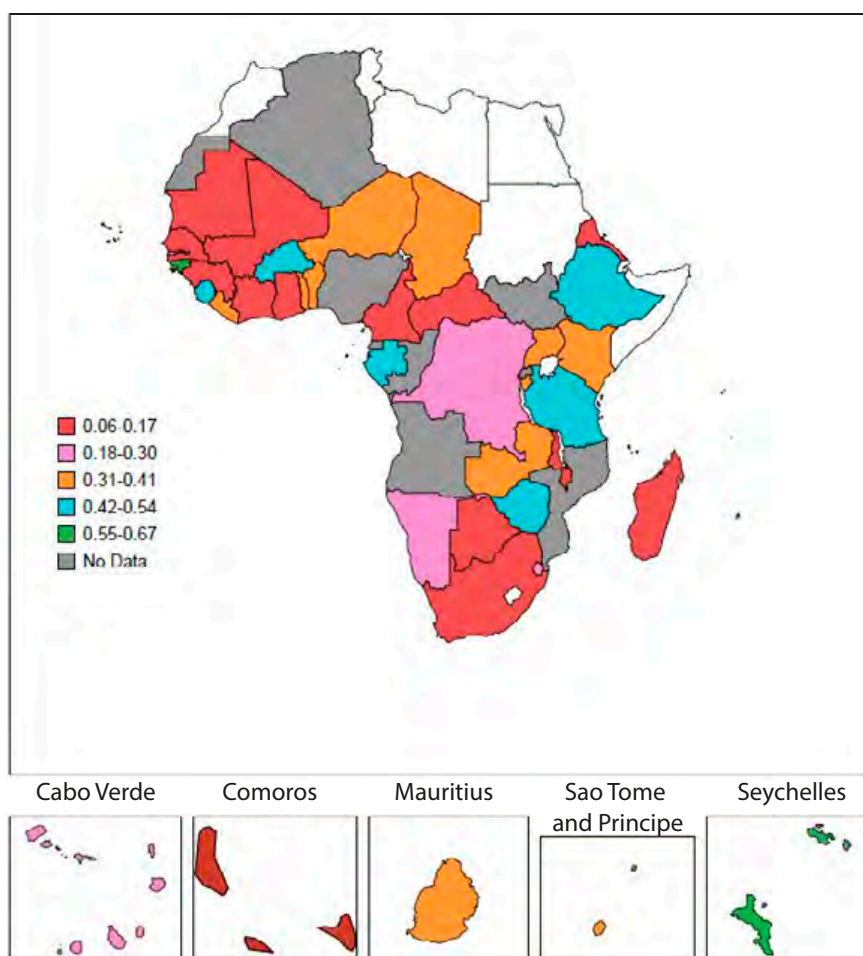 0.06-0.17
0.18-0.30
0.31-0.41
0.42-0.54
0.55-0.67
No Data
Cabo Verde
Comoros
Mauritius
Sao Tome
and Principe
Seychelles